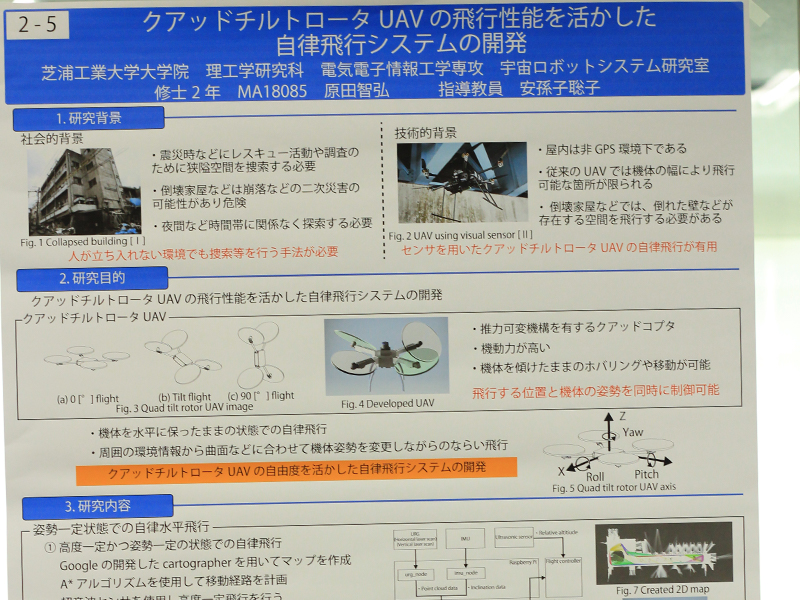 2-5
クアッドチルトロータ UAV の飛行性能を活かした
自律飛行システムの開発
芝浦工業大学大学院 理工学研究科 電気電子情報工学専攻 宇宙ロボットシステム研究室
修士2年 MA18085 原田智弘 指導教員 安孫子聡子
1. 研究背景
社会的背景
・震災時などにレスキュー活動や調査の
ために狭隘空間を捜索する必要
・倒壊家屋などは崩落などの二次災害の
可能性があり危険
・夜間など時間帯に関係なく探索する必要
Fig. 1 Collapsed building [ I ]
人が立ち入れない環境でも捜索等を行う手法が必要
技術的背景
・屋内は非 GPS 環境下である
・従来の UAV では機体の幅により飛行
可能な箇所が限られる
・倒壊家屋などでは、倒れた壁などが
存在する空間を飛行する必要がある
Fig. 2 UAV using visual sensor [ II ]
センサを用いたクアッドチルトロータ UAV の自律飛行が有用
2. 研究目的
クアッドチルトロータ UAV の飛行性能を活かした自律飛行システムの開発
クアッドチルトロータ UAV
(a) 0 [°] flight
(b) Tilt flight
(c) 90 [°] flight
Fig. 3 Quad tilt rotor UAV image
Fig. 4 Developed UAV
・推力可変機構を有するクアッドコプタ
・機動力が高い
・機体を傾けたままのホバリングや移動が可能
飛行する位置と機体の姿勢を同時に制御可能
・機体を水平に保ったままの状態での自律飛行
・周囲の環境情報から曲面などに合わせて機体姿勢を変更しながらのならい飛行
クアッドチルトロータ UAV の自由度を活かした自律飛行システムの開発
Z
Yaw
X
Roll
Pitch
Fig. 5 Quad tilt rotor UAV axis
3. 研究内容
姿勢一定状態での自律水平飛行
① 高度一定かつ姿勢一定の状態での自律飛行
Google の開発した cartographer を用いてマップを作成
A* アルゴリズムを使用して移動経路を計画
超音波センサを使用し高度一定飛行を行う
URG
IMU
Ultrasonic sensor
・Relative altitude
Raspberry Pi
Flight controller
urg_node
imu_node
・Point cloud data
・Inclination data
Fig. 7 Created 2D map